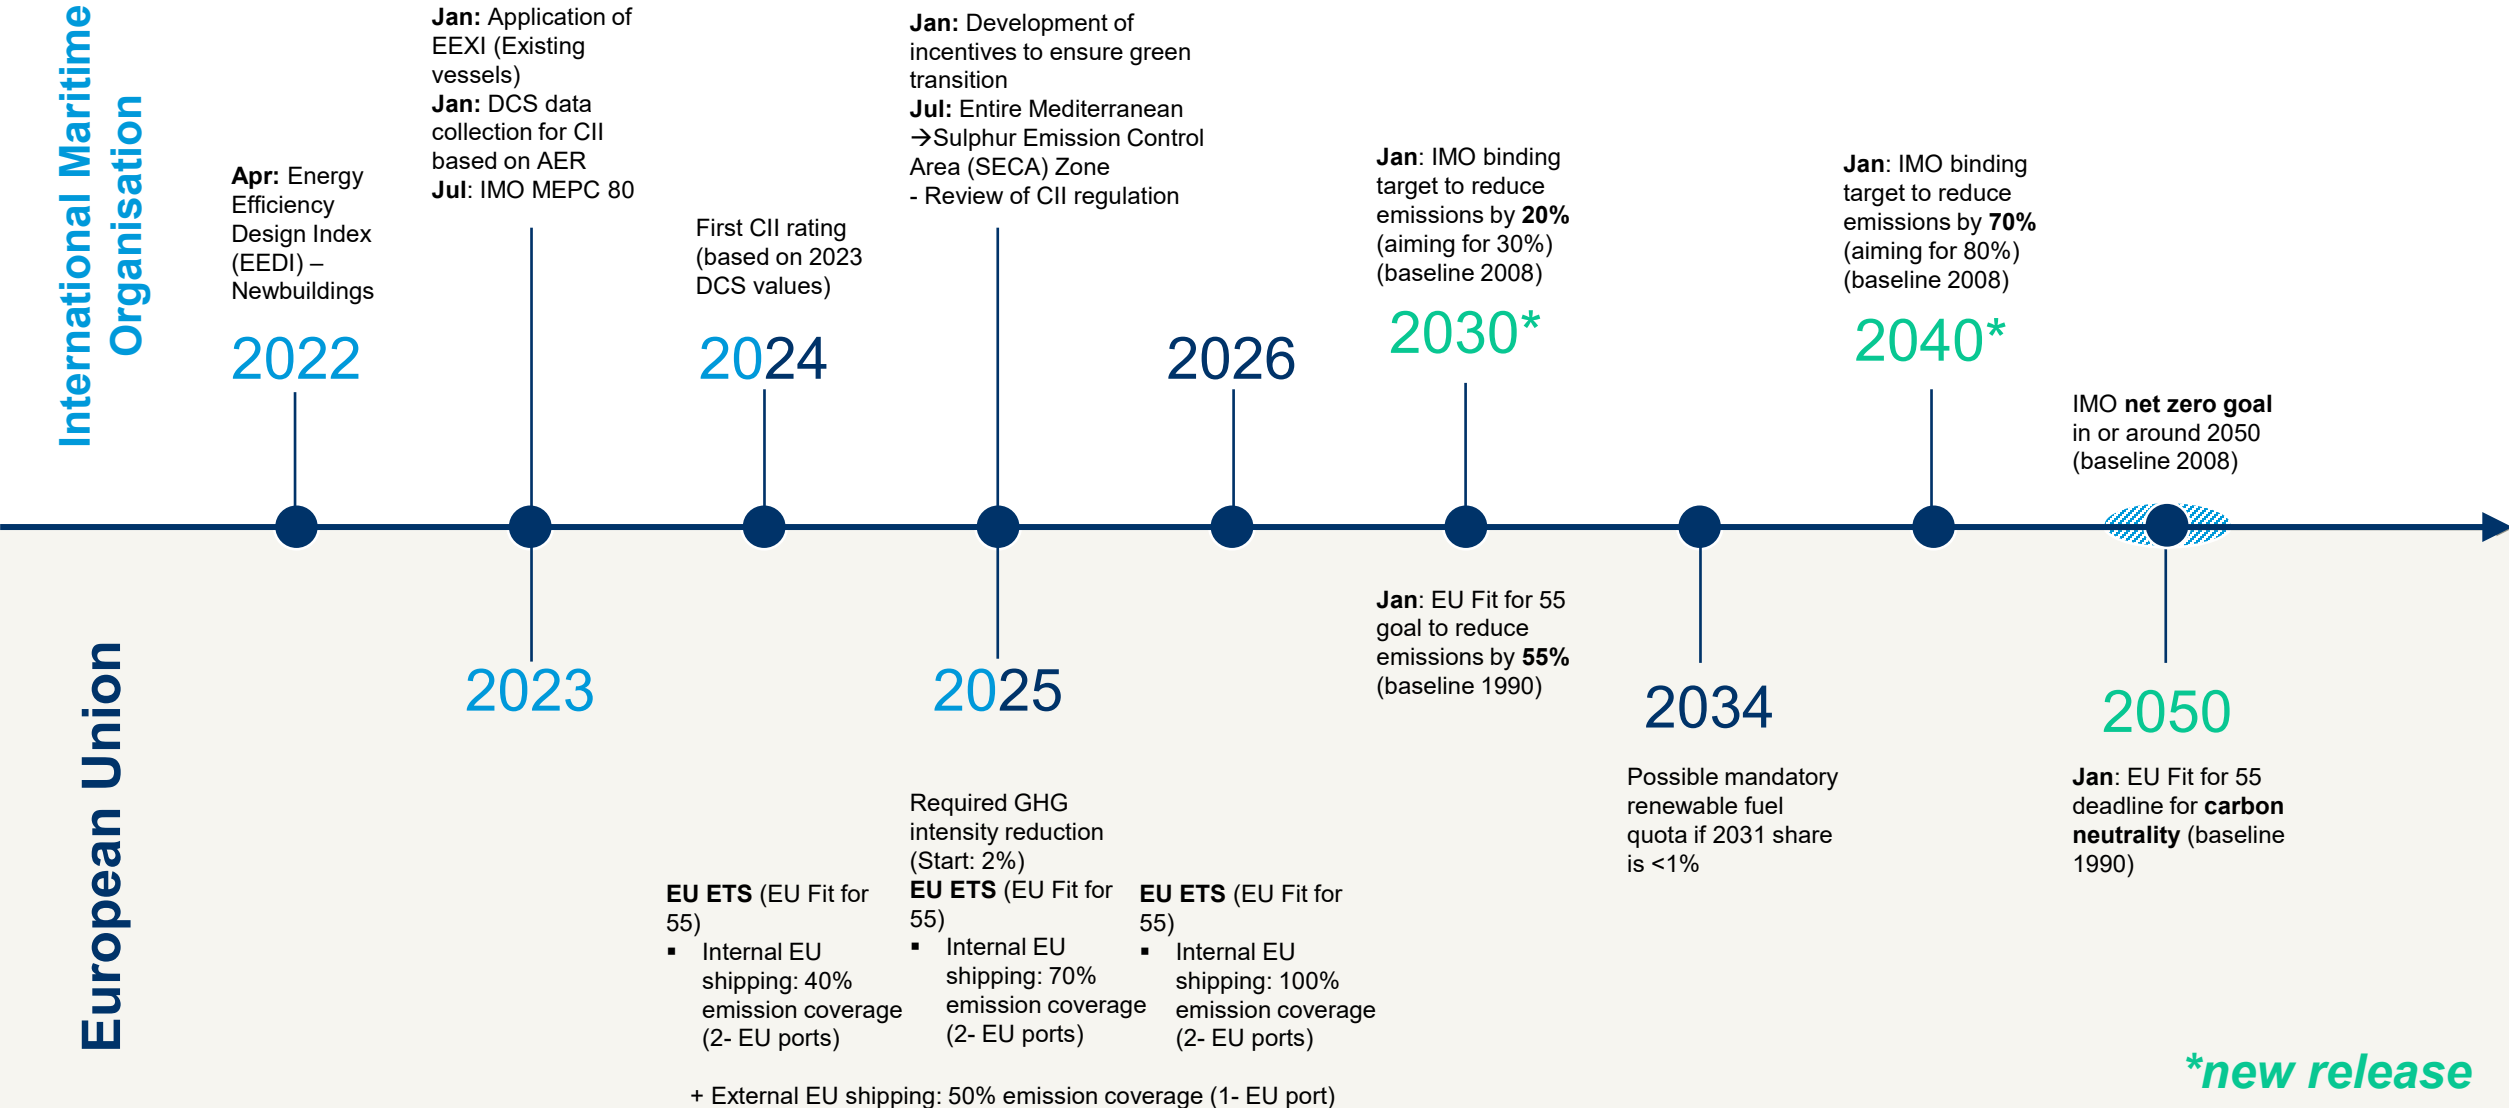 International Maritime
Organisation
Apr: Energy
Efficiency
Design Index
(EEDI) –
Newbuildings
2022
Jan: Application of
EEXI (Existing
vessels)
Jan: DCS data
collection for CII
based on AER
Jul: IMO MEPC 80
2023
First CII rating
(based on 2023
DCS values)
2024
Jan: Development of
incentives to ensure green
transition
Jul: Entire Mediterranean
→Sulphur Emission Control
Area (SECA) Zone
- Review of CII regulation
2025
2026
Jan: IMO binding
target to reduce
emissions by 20%
(aiming for 30%)
(baseline 2008)
2030*
Jan: IMO binding
target to reduce
emissions by 70%
(aiming for 80%)
(baseline 2008)
2040*
IMO net zero goal
in or around 2050
(baseline 2008)
European Union
EU ETS (EU Fit for
55)
▪ Internal EU
shipping: 40%
emission coverage
(2- EU ports)
Required GHG
intensity reduction
(Start: 2%)
EU ETS (EU Fit for
55)
▪ Internal EU
shipping: 70%
emission coverage
(2- EU ports)
EU ETS (EU Fit for
55)
▪ Internal EU
shipping: 100%
emission coverage
(2- EU ports)
+ External EU shipping: 50% emission coverage (1- EU port)
Jan: EU Fit for 55
goal to reduce
emissions by 55%
(baseline 1990)
2034
Possible mandatory
renewable fuel
quota if 2031 share
is <1%
2050
Jan: EU Fit for 55
deadline for carbon
neutrality (baseline
1990)
*new release